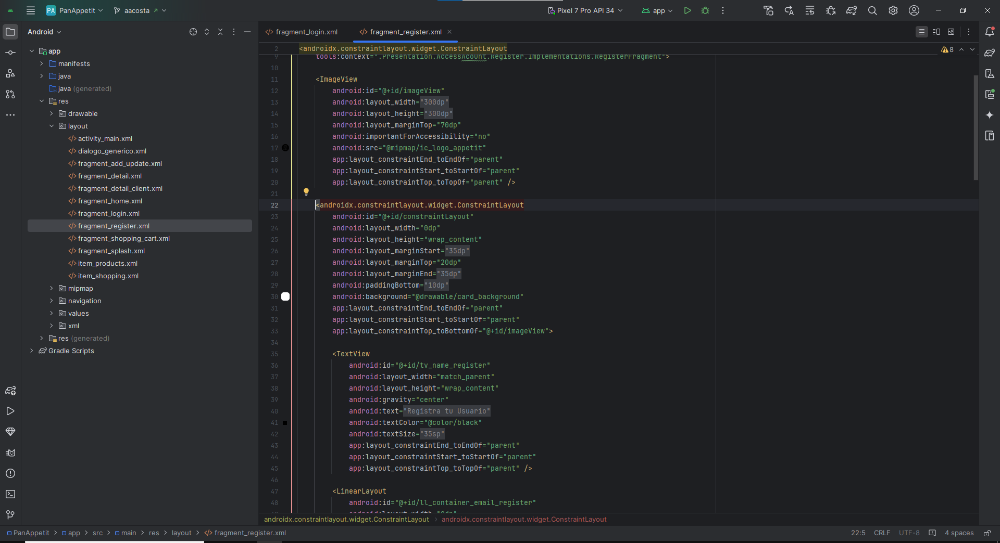 PA PanAppetit aacosta Pixel 7 Pro API 34 app
Android
app
manifests
java
java (generated)
res
drawable
layout
activity_main.xml
dialogo_generico.xml
fragment_add_update.xml
fragment_detail.xml
fragment_detail_client.xml
fragment_home.xml
fragment_login.xml
fragment_register.xml
fragment_shopping_cart.xml
fragment_splash.xml
item_products.xml
item_shopping.xml
mipmap
navigation
values
xml
res (generated)
Gradle Scripts
fragment_login.xml fragment_register.xml
2 <androidx.constraintlayout.widget.ConstraintLayout 8
9 tools:context=".Presentation.AccessAcount.Register.Implementations.RegisterFragment">
10
11 <ImageView
12 android:id="@+id/imageView"
13 android:layout_width="300dp"
14 android:layout_height="300dp"
15 android:layout_marginTop="70dp"
16 android:importantForAccessibility="no"
17 android:src="@mipmap/ic_logo_appetit"
18 app:layout_constraintEnd_toEndOf="parent"
19 app:layout_constraintStart_toStartOf="parent"
20 app:layout_constraintTop_toTopOf="parent" />
21
22 <androidx.constraintlayout.widget.ConstraintLayout
23 android:id="@+id/constraintLayout"
24 android:layout_width="0dp"
25 android:layout_height="wrap_content"
26 android:layout_marginStart="35dp"
27 android:layout_marginTop="20dp"
28 android:layout_marginEnd="35dp"
29 android:paddingBottom="10dp"
30 android:background="@drawable/card_background"
31 app:layout_constraintEnd_toEndOf="parent"
32 app:layout_constraintStart_toStartOf="parent"
33 app:layout_constraintTop_toBottomOf="@+id/imageView">
34
35 <TextView
36 android:id="@+id/tv_name_register"
37 android:layout_width="match_parent"
38 android:layout_height="wrap_content"
39 android:gravity="center"
40 android:text="Registra tu Usuario"
41 android:textColor="@color/black"
42 android:textSize="35sp"
43 app:layout_constraintEnd_toEndOf="parent"
44 app:layout_constraintStart_toStartOf="parent"
45 app:layout_constraintTop_toTopOf="parent" />
46
47 <LinearLayout
48 android:id="@+id/ll_container_email_register"
androidx.constraintlayout.widget.ConstraintLayout androidx.constraintlayout.widget.ConstraintLayout
PanAppetit app src main res layout fragment_register.xml 22:5 CRLF UTF-8 4 spaces